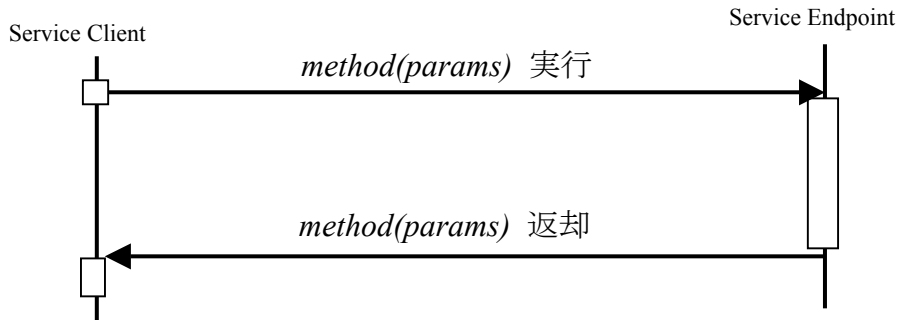 Service Client
Service Endpoint
method(params) 実行
method(params) 返却